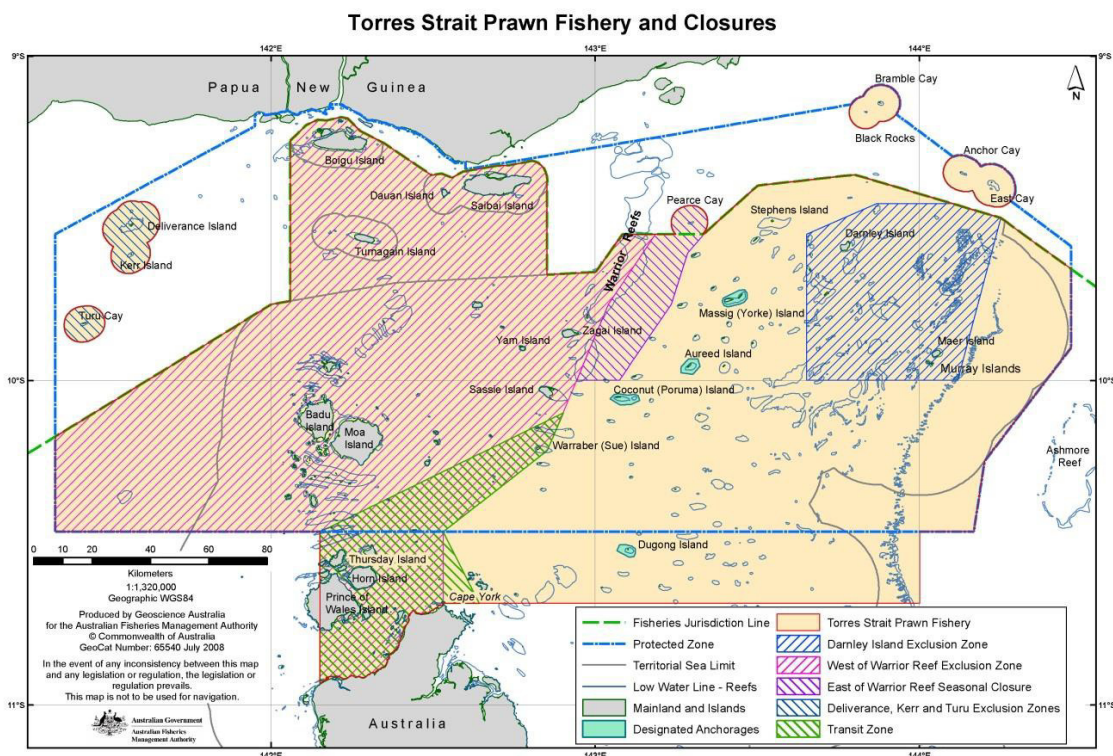 Torres Strait Prawn Fishery and Closures
142°E
143°E
144°E
9°S
9°S
Papua New Guinea
N
Bramble Cay
Black Rocks
Anchor Cay
East Cay
Boigu Island
Dauan Island
Saibai Island
Pearce Cay
Stephens Island
Deliverance Island
Kerr Island
Turnagain Island
Warrior Reefs
Darnley Island
Turu Cay
Massig (Yorke) Island
Zagai Island
Yam Island
Maer Island
Aureed Island
Murray Islands
10°S
10°S
Sassie Island
Coconut (Poruma) Island
Badu Island
Moa Island
Warraber (Sue) Island
Ashmore Reef
0 10 20 40 60 80
Kilometers
1:1,320,000
Geographic WGS84
Thursday Island
Horn Island
Prince of Wales Island
Dugong Island
Cape York
Produced by Geoscience Australia
for the Australian Fisheries Management Authority
© Commonwealth of Australia
GeoCat Number: 65540 July 2008
In the event of any inconsistency between this map
and any legislation or regulation, the legislation or
regulation prevails.
This map is not to be used for navigation.
Australian Government
Australian Fisheries
Management Authority
Australia
Fisheries Jurisdiction Line
Protected Zone
Territorial Sea Limit
Low Water Line - Reefs
Mainland and Islands
Designated Anchorages
Torres Strait Prawn Fishery
Darnley Island Exclusion Zone
West of Warrior Reef Exclusion Zone
East of Warrior Reef Seasonal Closure
Deliverance, Kerr and Turu Exclusion Zones
Transit Zone
11°S
11°S
142°E
143°E
144°E